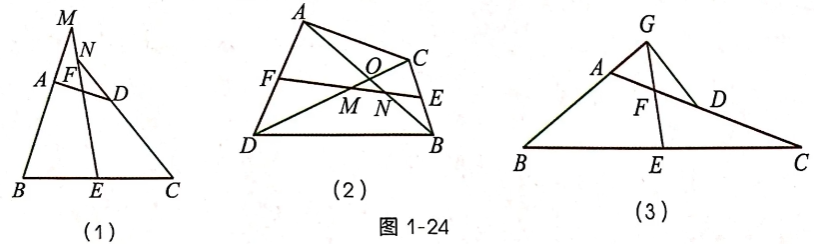 M
N
A F D
B E C
(1)
A
C
O
F
M N E
D B
(2)
G
A
F D
B E C
(3)
图 1-24